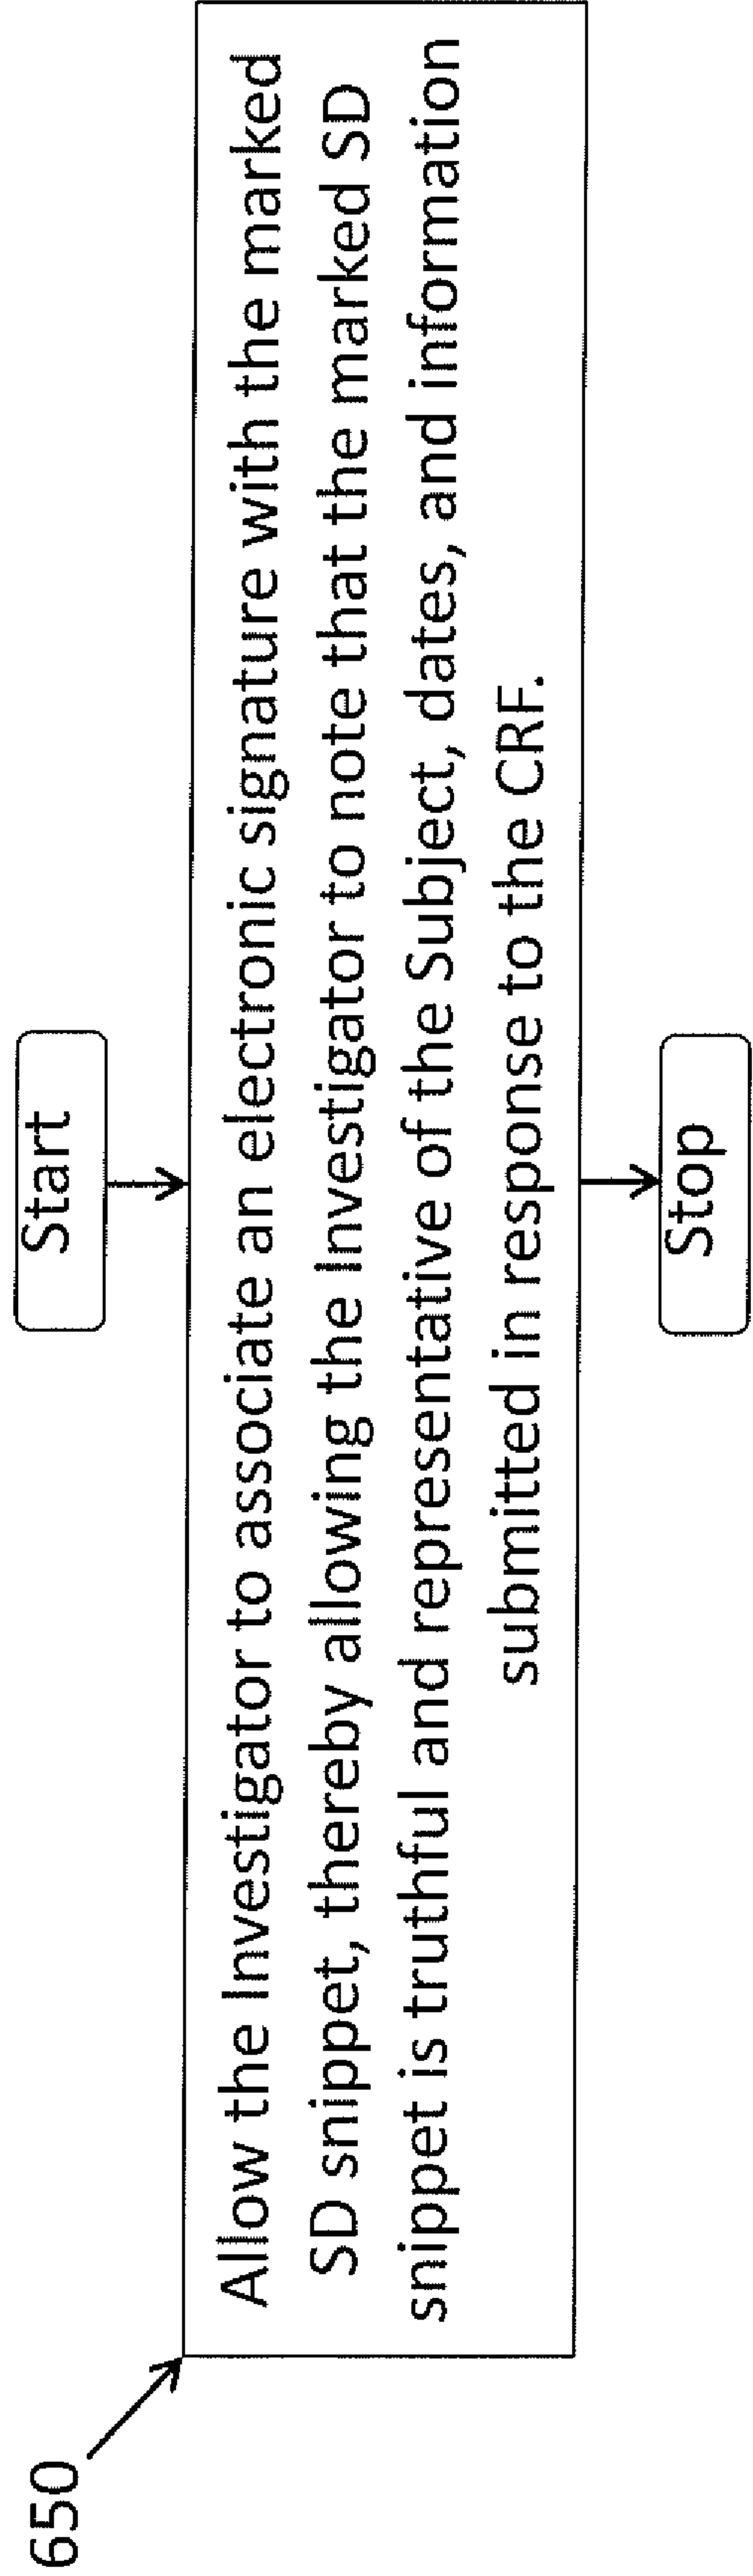 650
Start
Allow the Investigator to associate an electronic signature with the marked
SD snippet, thereby allowing the Investigator to note that the marked SD
snippet is truthful and representative of the Subject, dates, and information
submitted in response to the CRF.
Stop